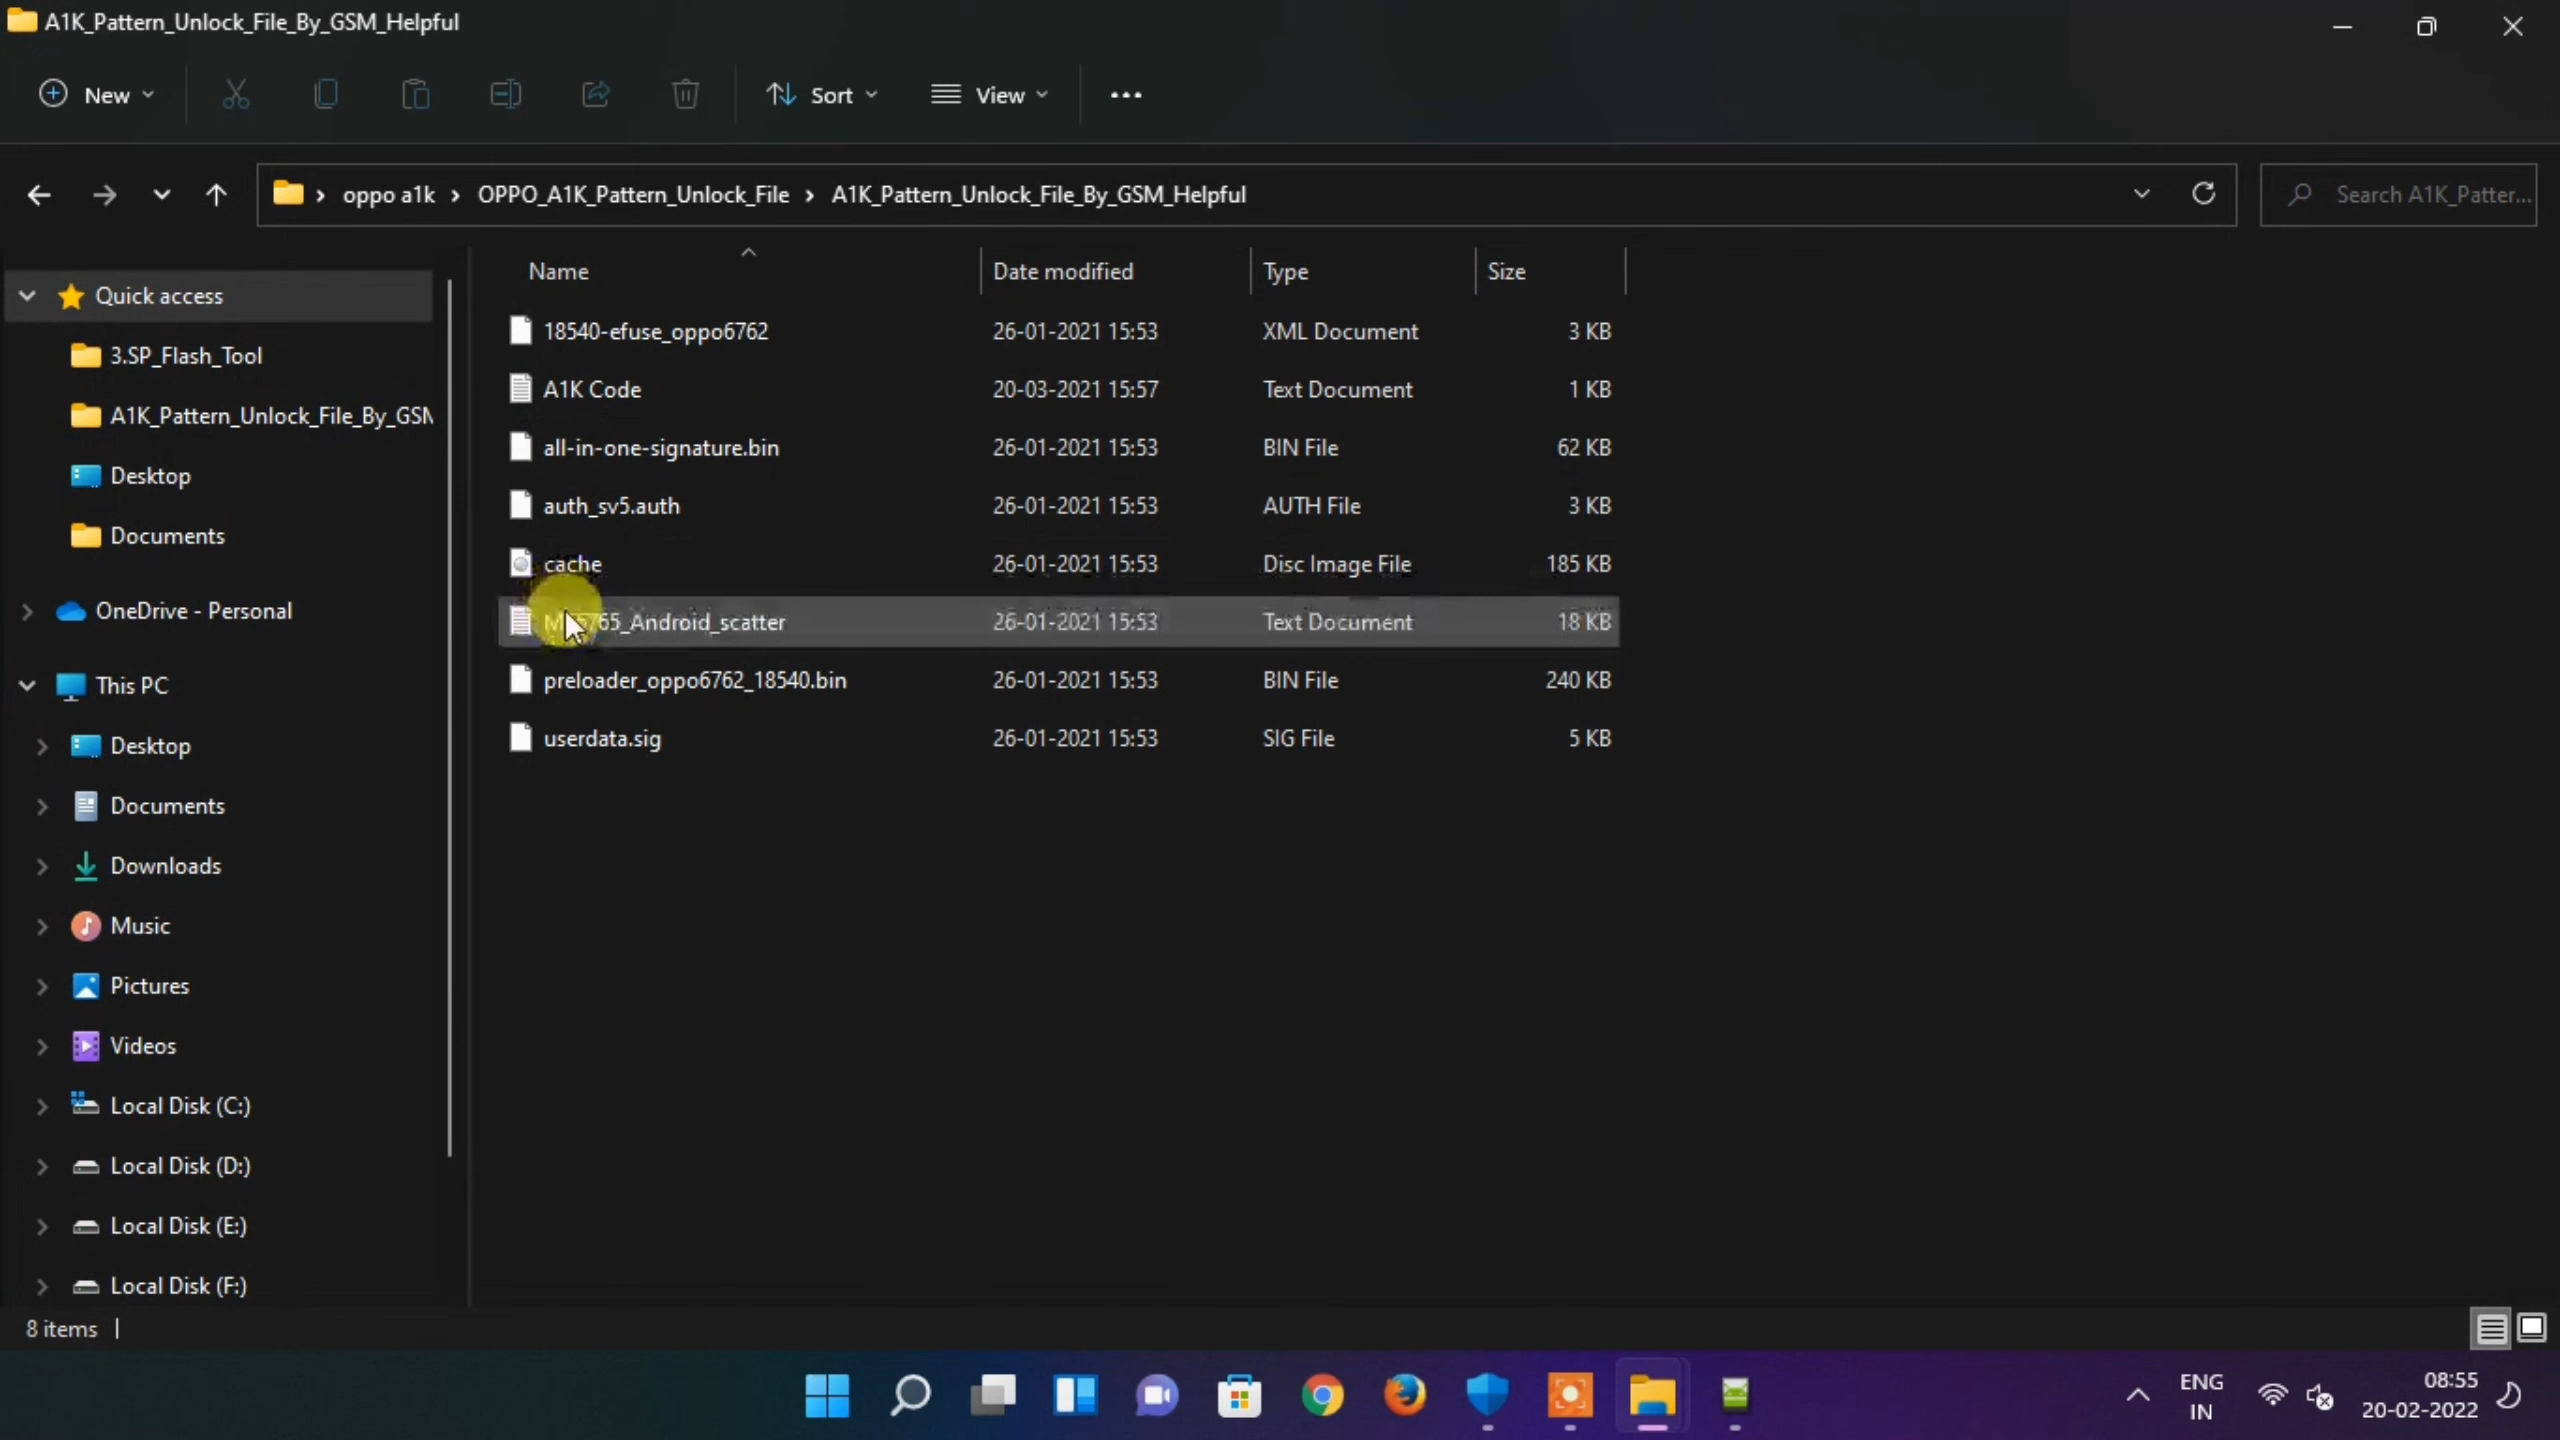 A1K_Pattern_Unlock_File_By_GSM_Helpful
New
Sort
View
oppo a1k > OPPO_A1K_Pattern_Unlock_File > A1K_Pattern_Unlock_File_By_GSM_Helpful
Search A1K_Patter...
Name Date modified Type Size
18540-efuse_oppo6762 26-01-2021 15:53 XML Document 3 KB
A1K Code 20-03-2021 15:57 Text Document 1 KB
all-in-one-signature.bin 26-01-2021 15:53 BIN File 62 KB
auth_sv5.auth 26-01-2021 15:53 AUTH File 3 KB
cache 26-01-2021 15:53 Disc Image File 185 KB
65_Android_scatter 26-01-2021 15:53 Text Document 18 KB
preloader_oppo6762_18540.bin 26-01-2021 15:53 BIN File 240 KB
userdata.sig 26-01-2021 15:53 SIG File 5 KB
Quick access
3.SP_Flash_Tool
A1K_Pattern_Unlock_File_By_GSM
Desktop
Documents
OneDrive - Personal
This PC
Desktop
Documents
Downloads
Music
Pictures
Videos
Local Disk (C:)
Local Disk (D:)
Local Disk (E:)
Local Disk (F:)
8 items
ENG
IN
08:55
20-02-2022